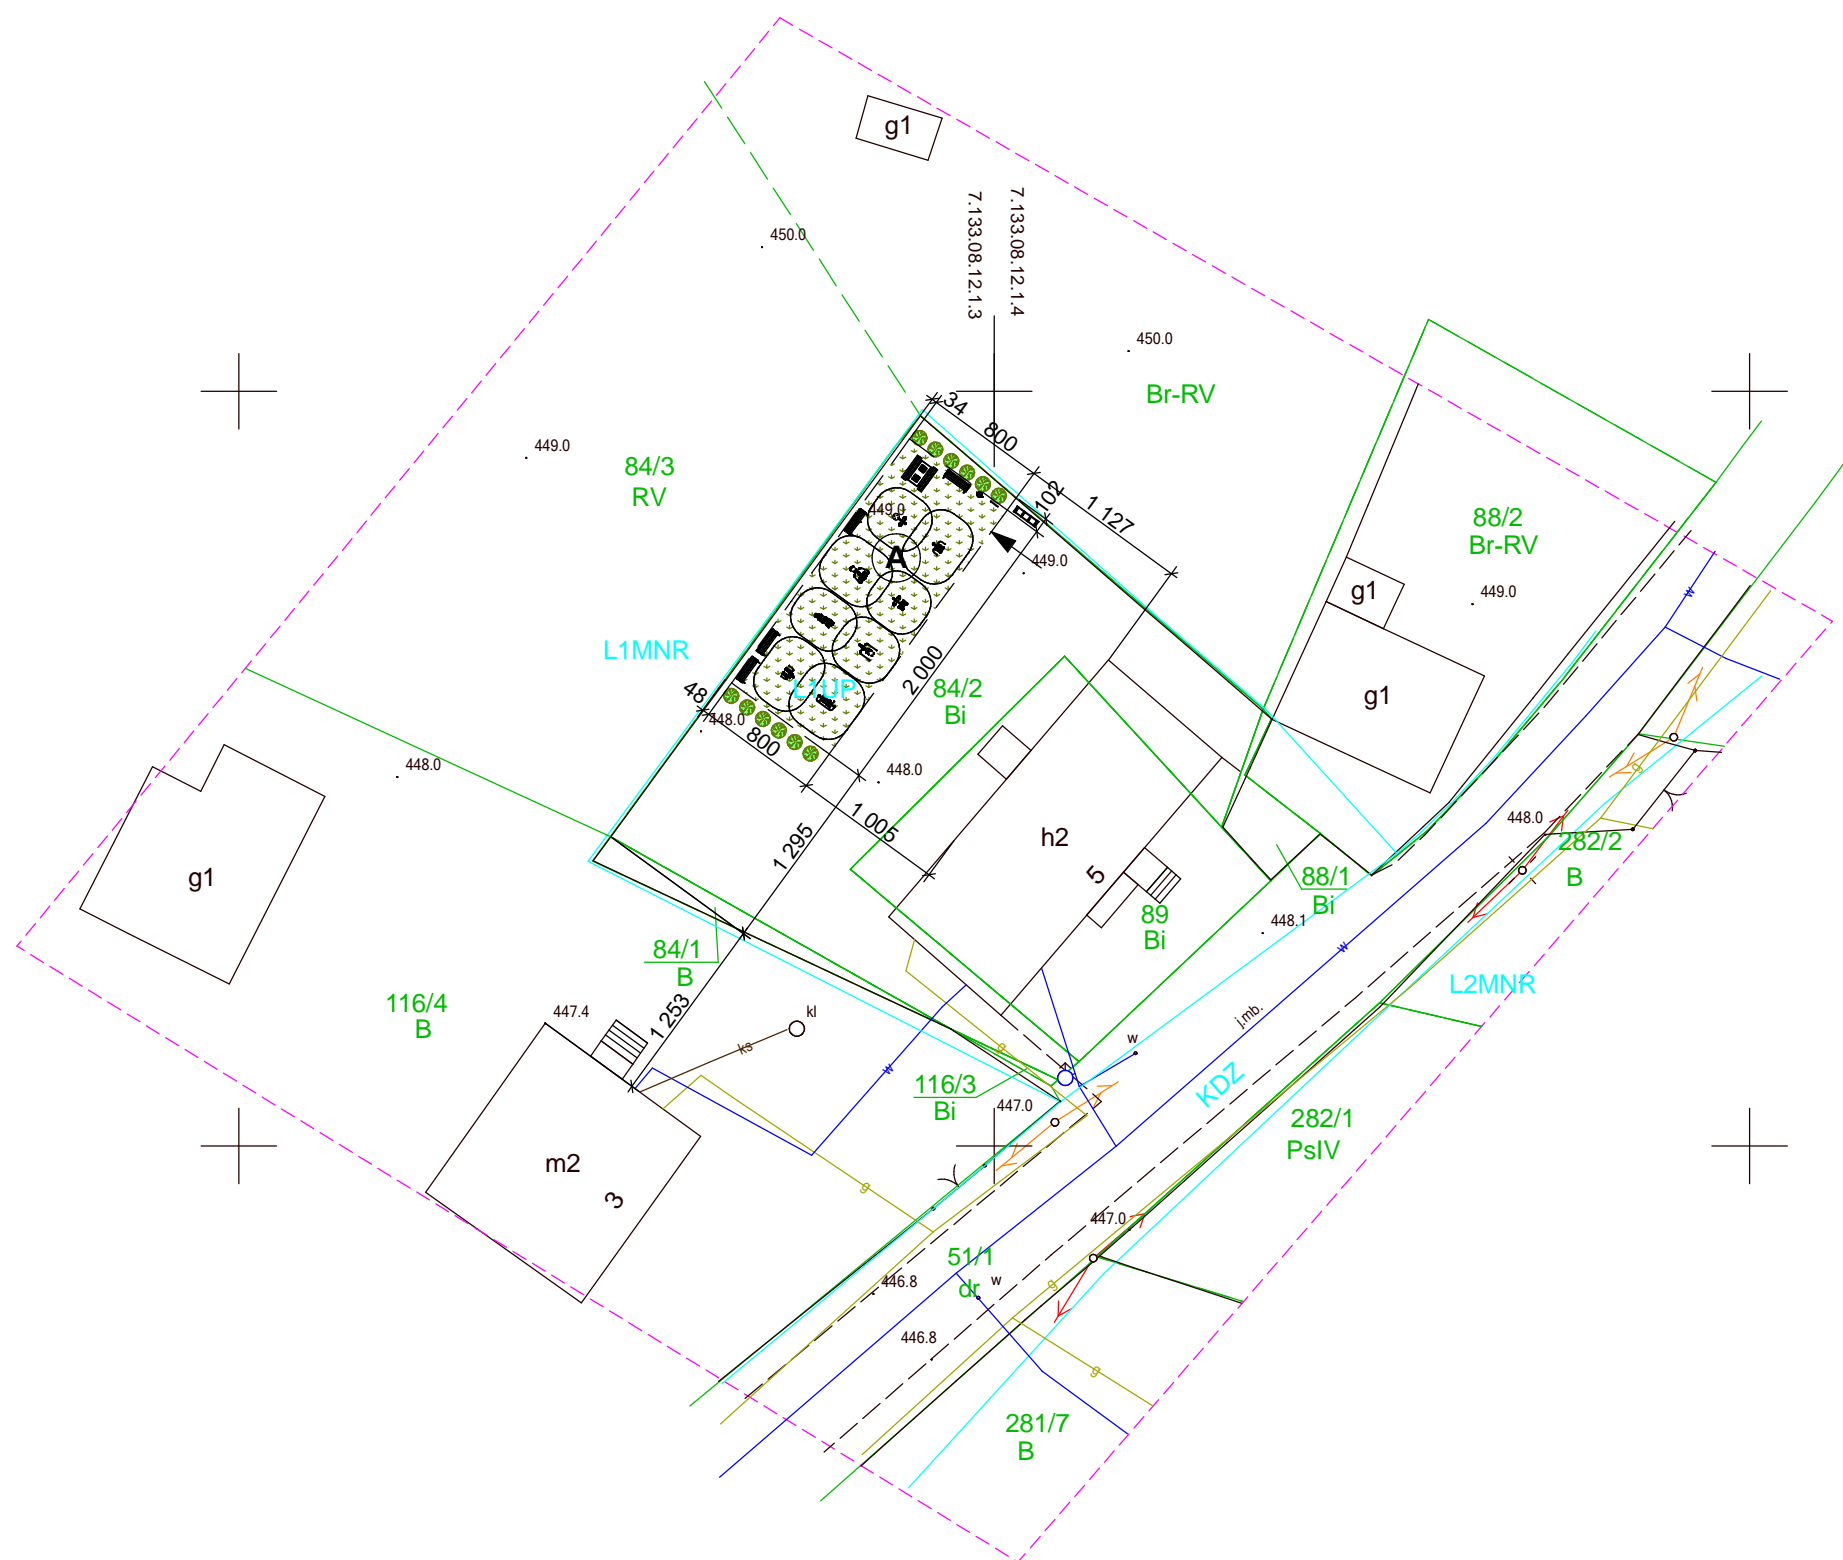 g1
7.133.08.12.1.3
7.133.08.12.1.4
450.0
450.0
Br-RV
34
800
102
1 127
449.0
84/3
RV
449.0
A
449.0
88/2
Br-RV
449.0
g1
g1
w
L1MNR
L1UP
2 000
84/2
Bi
48
448.0
800
448.0
448.0
1 005
1 295
g1
h2
5
89
Bi
88/1
Bi
448.1
448.0
282/2
B
g
w
84/1
B
116/4
B
447.4
1 253
kl
ks
w
g
w
L2MNR
j.mb.
KDZ
116/3
Bi
447.0
282/1
PsIV
m2
3
g
447.0
51/1
dr
w
446.8
446.8
g
g
281/7
B